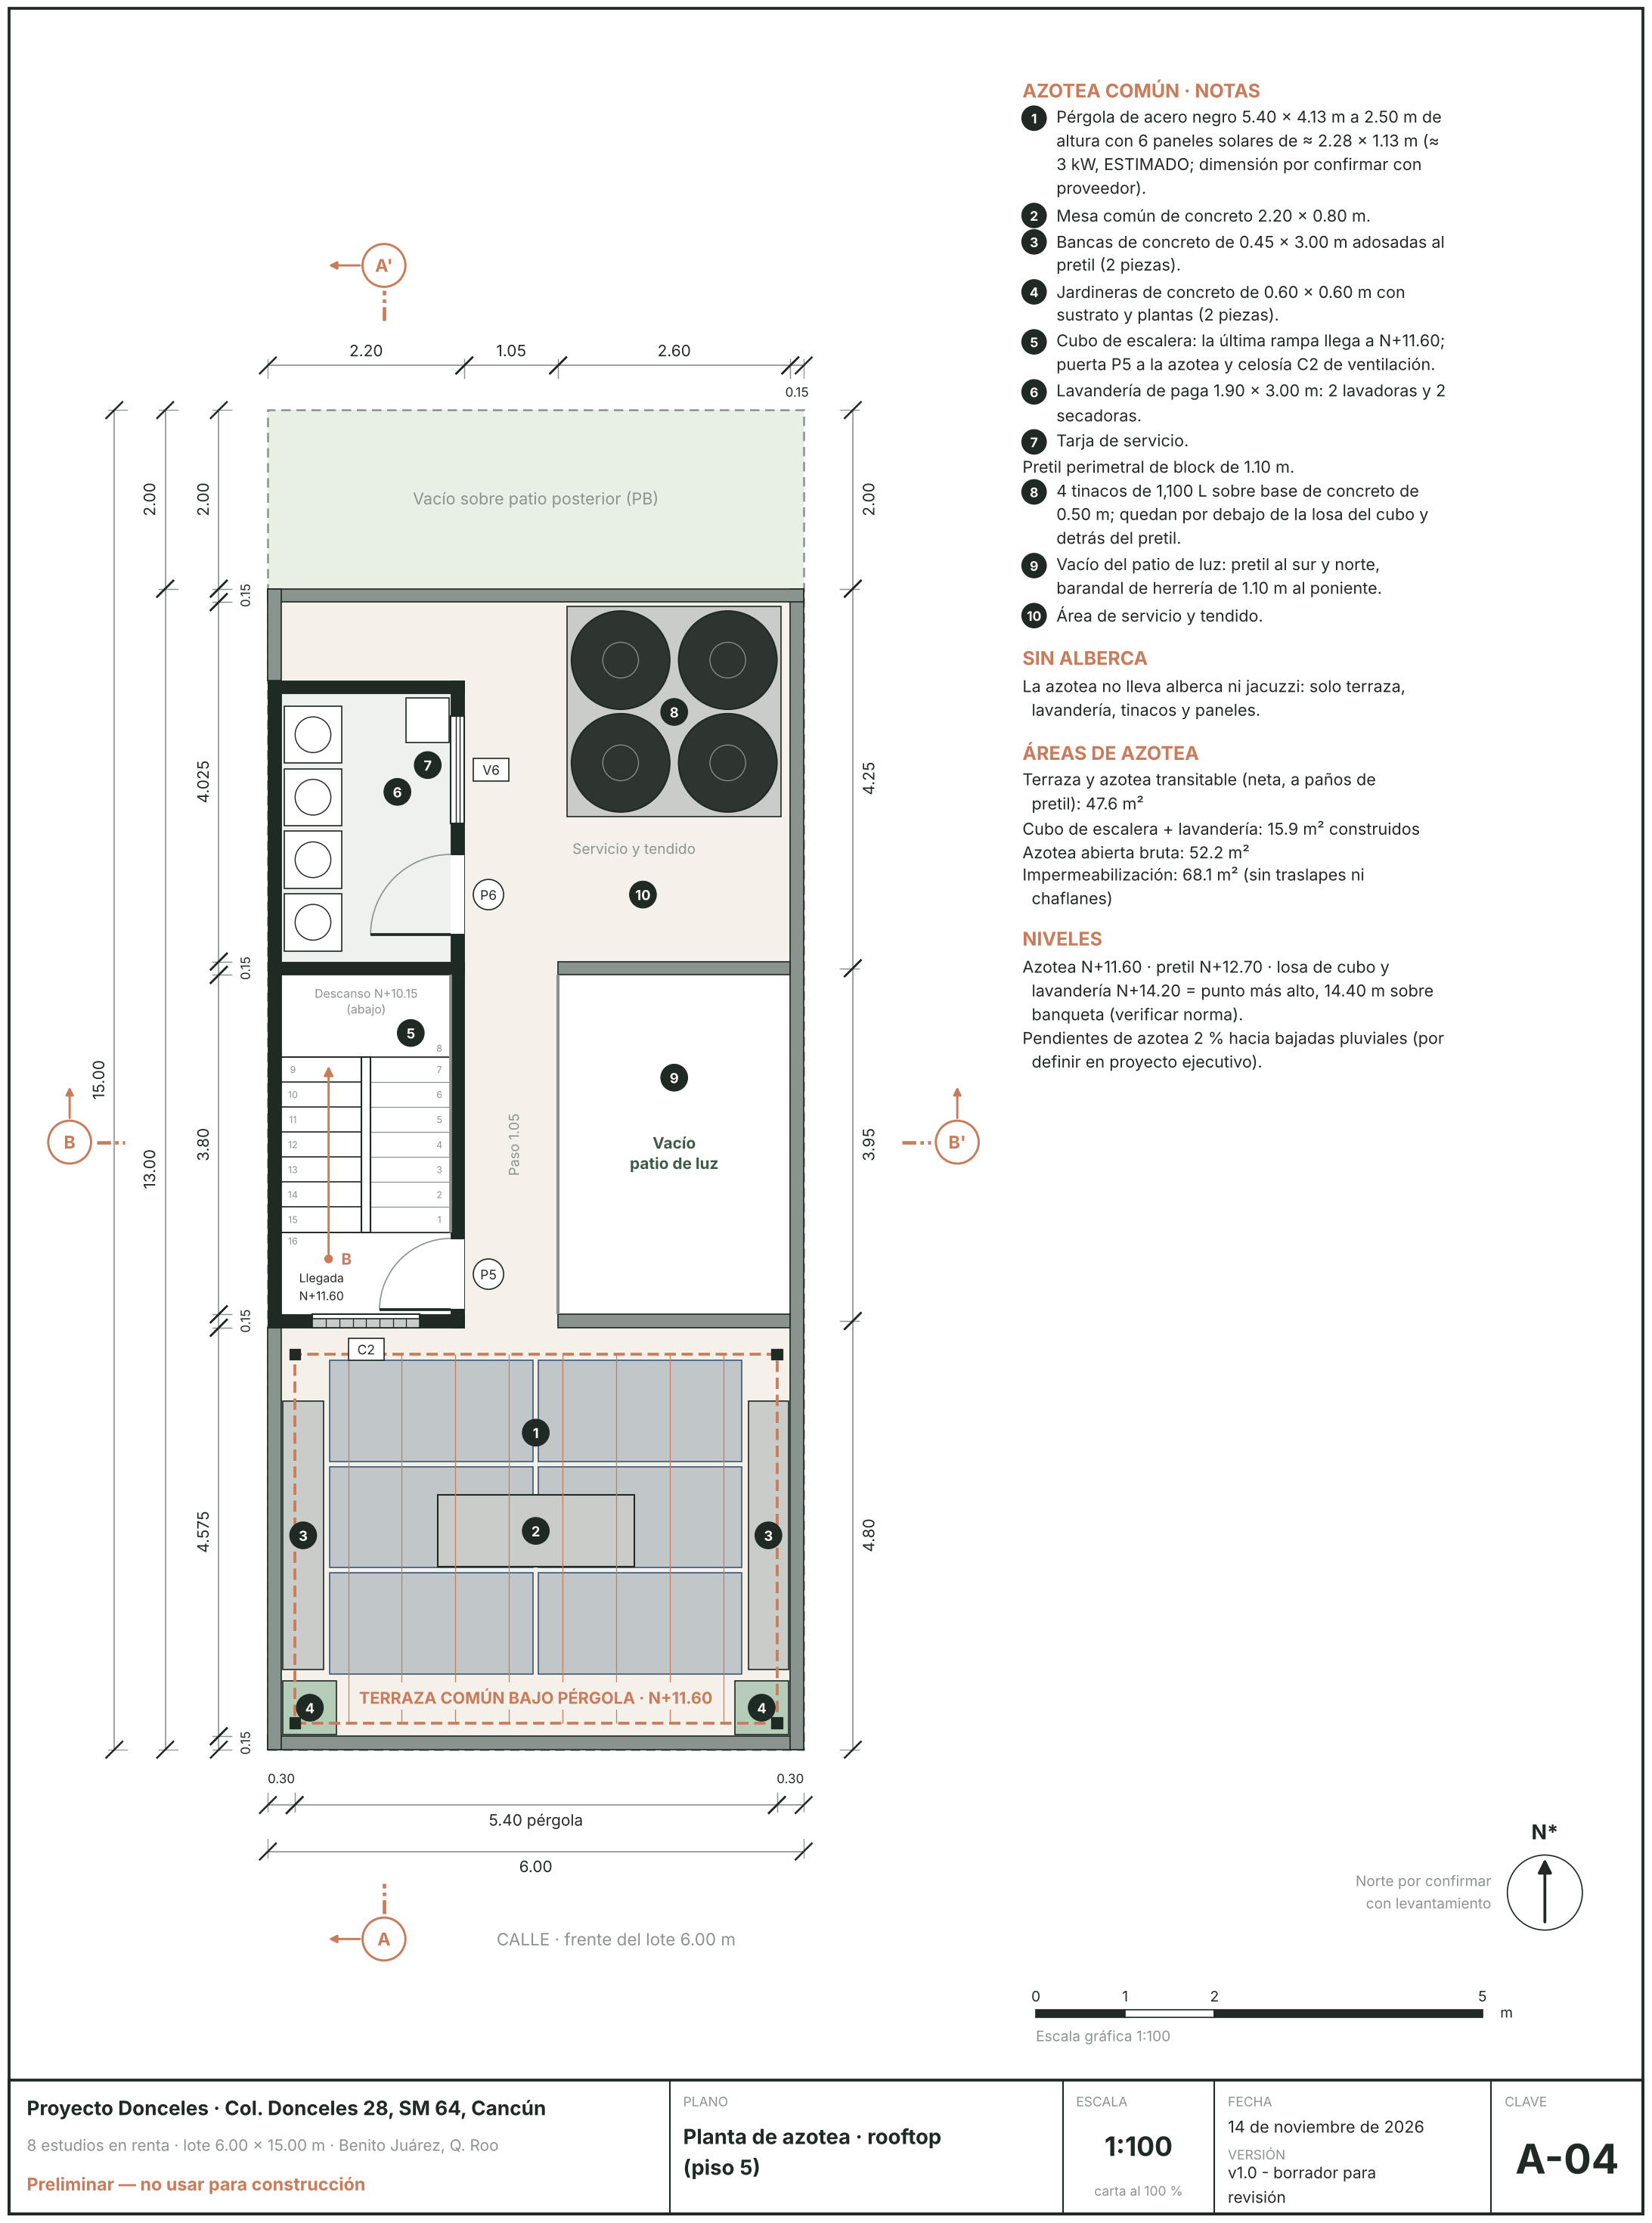 AZOTEA COMÚN · NOTAS
1 Pérgola de acero negro 5.40 × 4.13 m a 2.50 m de
altura con 6 paneles solares de ≈ 2.28 × 1.13 m (≈
3 kW, ESTIMADO; dimensión por confirmar con
proveedor).
2 Mesa común de concreto 2.20 × 0.80 m.
3 Bancas de concreto de 0.45 × 3.00 m adosadas al
pretil (2 piezas).
4 Jardineras de concreto de 0.60 × 0.60 m con
sustrato y plantas (2 piezas).
5 Cubo de escalera: la última rampa llega a N+11.60;
puerta P5 a la azotea y celosía C2 de ventilación.
6 Lavandería de paga 1.90 × 3.00 m: 2 lavadoras y 2
secadoras.
7 Tarja de servicio.
Pretil perimetral de block de 1.10 m.
8 4 tinacos de 1,100 L sobre base de concreto de
0.50 m; quedan por debajo de la losa del cubo y
detrás del pretil.
9 Vacío del patio de luz: pretil al sur y norte,
barandal de herrería de 1.10 m al poniente.
10 Área de servicio y tendido.
SIN ALBERCA
La azotea no lleva alberca ni jacuzzi: solo terraza,
lavandería, tinacos y paneles.
ÁREAS DE AZOTEA
Terraza y azotea transitable (neta, a paños de
pretil): 47.6 m²
Cubo de escalera + lavandería: 15.9 m² construidos
Azotea abierta bruta: 52.2 m²
Impermeabilización: 68.1 m² (sin traslapes ni
chaflanes)
NIVELES
Azotea N+11.60 · pretil N+12.70 · losa de cubo y
lavandería N+14.20 = punto más alto, 14.40 m sobre
banqueta (verificar norma).
Pendientes de azotea 2 % hacia bajadas pluviales (por
definir en proyecto ejecutivo).
A'
2.20
1.05
2.60
0.15
2.00
2.00
2.00
Vacío sobre patio posterior (PB)
0.15
4.025
4.25
8
7
6
V6
Servicio y tendido
P6
10
0.15
Descanso N+10.15
(abajo)
5
8
9
7
10
6
11
5
12
4
13
3
14
2
15
1
16
9
Vacío
patio de luz
Paso 1.05
15.00
13.00
3.80
3.95
B
B'
B
Llegada
N+11.60
P5
0.15
C2
1
2
3
3
4.575
4.80
4
4
TERRAZA COMÚN BAJO PÉRGOLA · N+11.60
0.15
0.30
0.30
5.40 pérgola
6.00
A
CALLE · frente del lote 6.00 m
N*
Norte por confirmar
con levantamiento
0
1
2
5
m
Escala gráfica 1:100
Proyecto Donceles · Col. Donceles 28, SM 64, Cancún
8 estudios en renta · lote 6.00 × 15.00 m · Benito Juárez, Q. Roo
Preliminar — no usar para construcción
PLANO
Planta de azotea · rooftop
(piso 5)
ESCALA
1:100
carta al 100 %
FECHA
14 de noviembre de 2026
VERSIÓN
v1.0 - borrador para
revisión
CLAVE
A-04